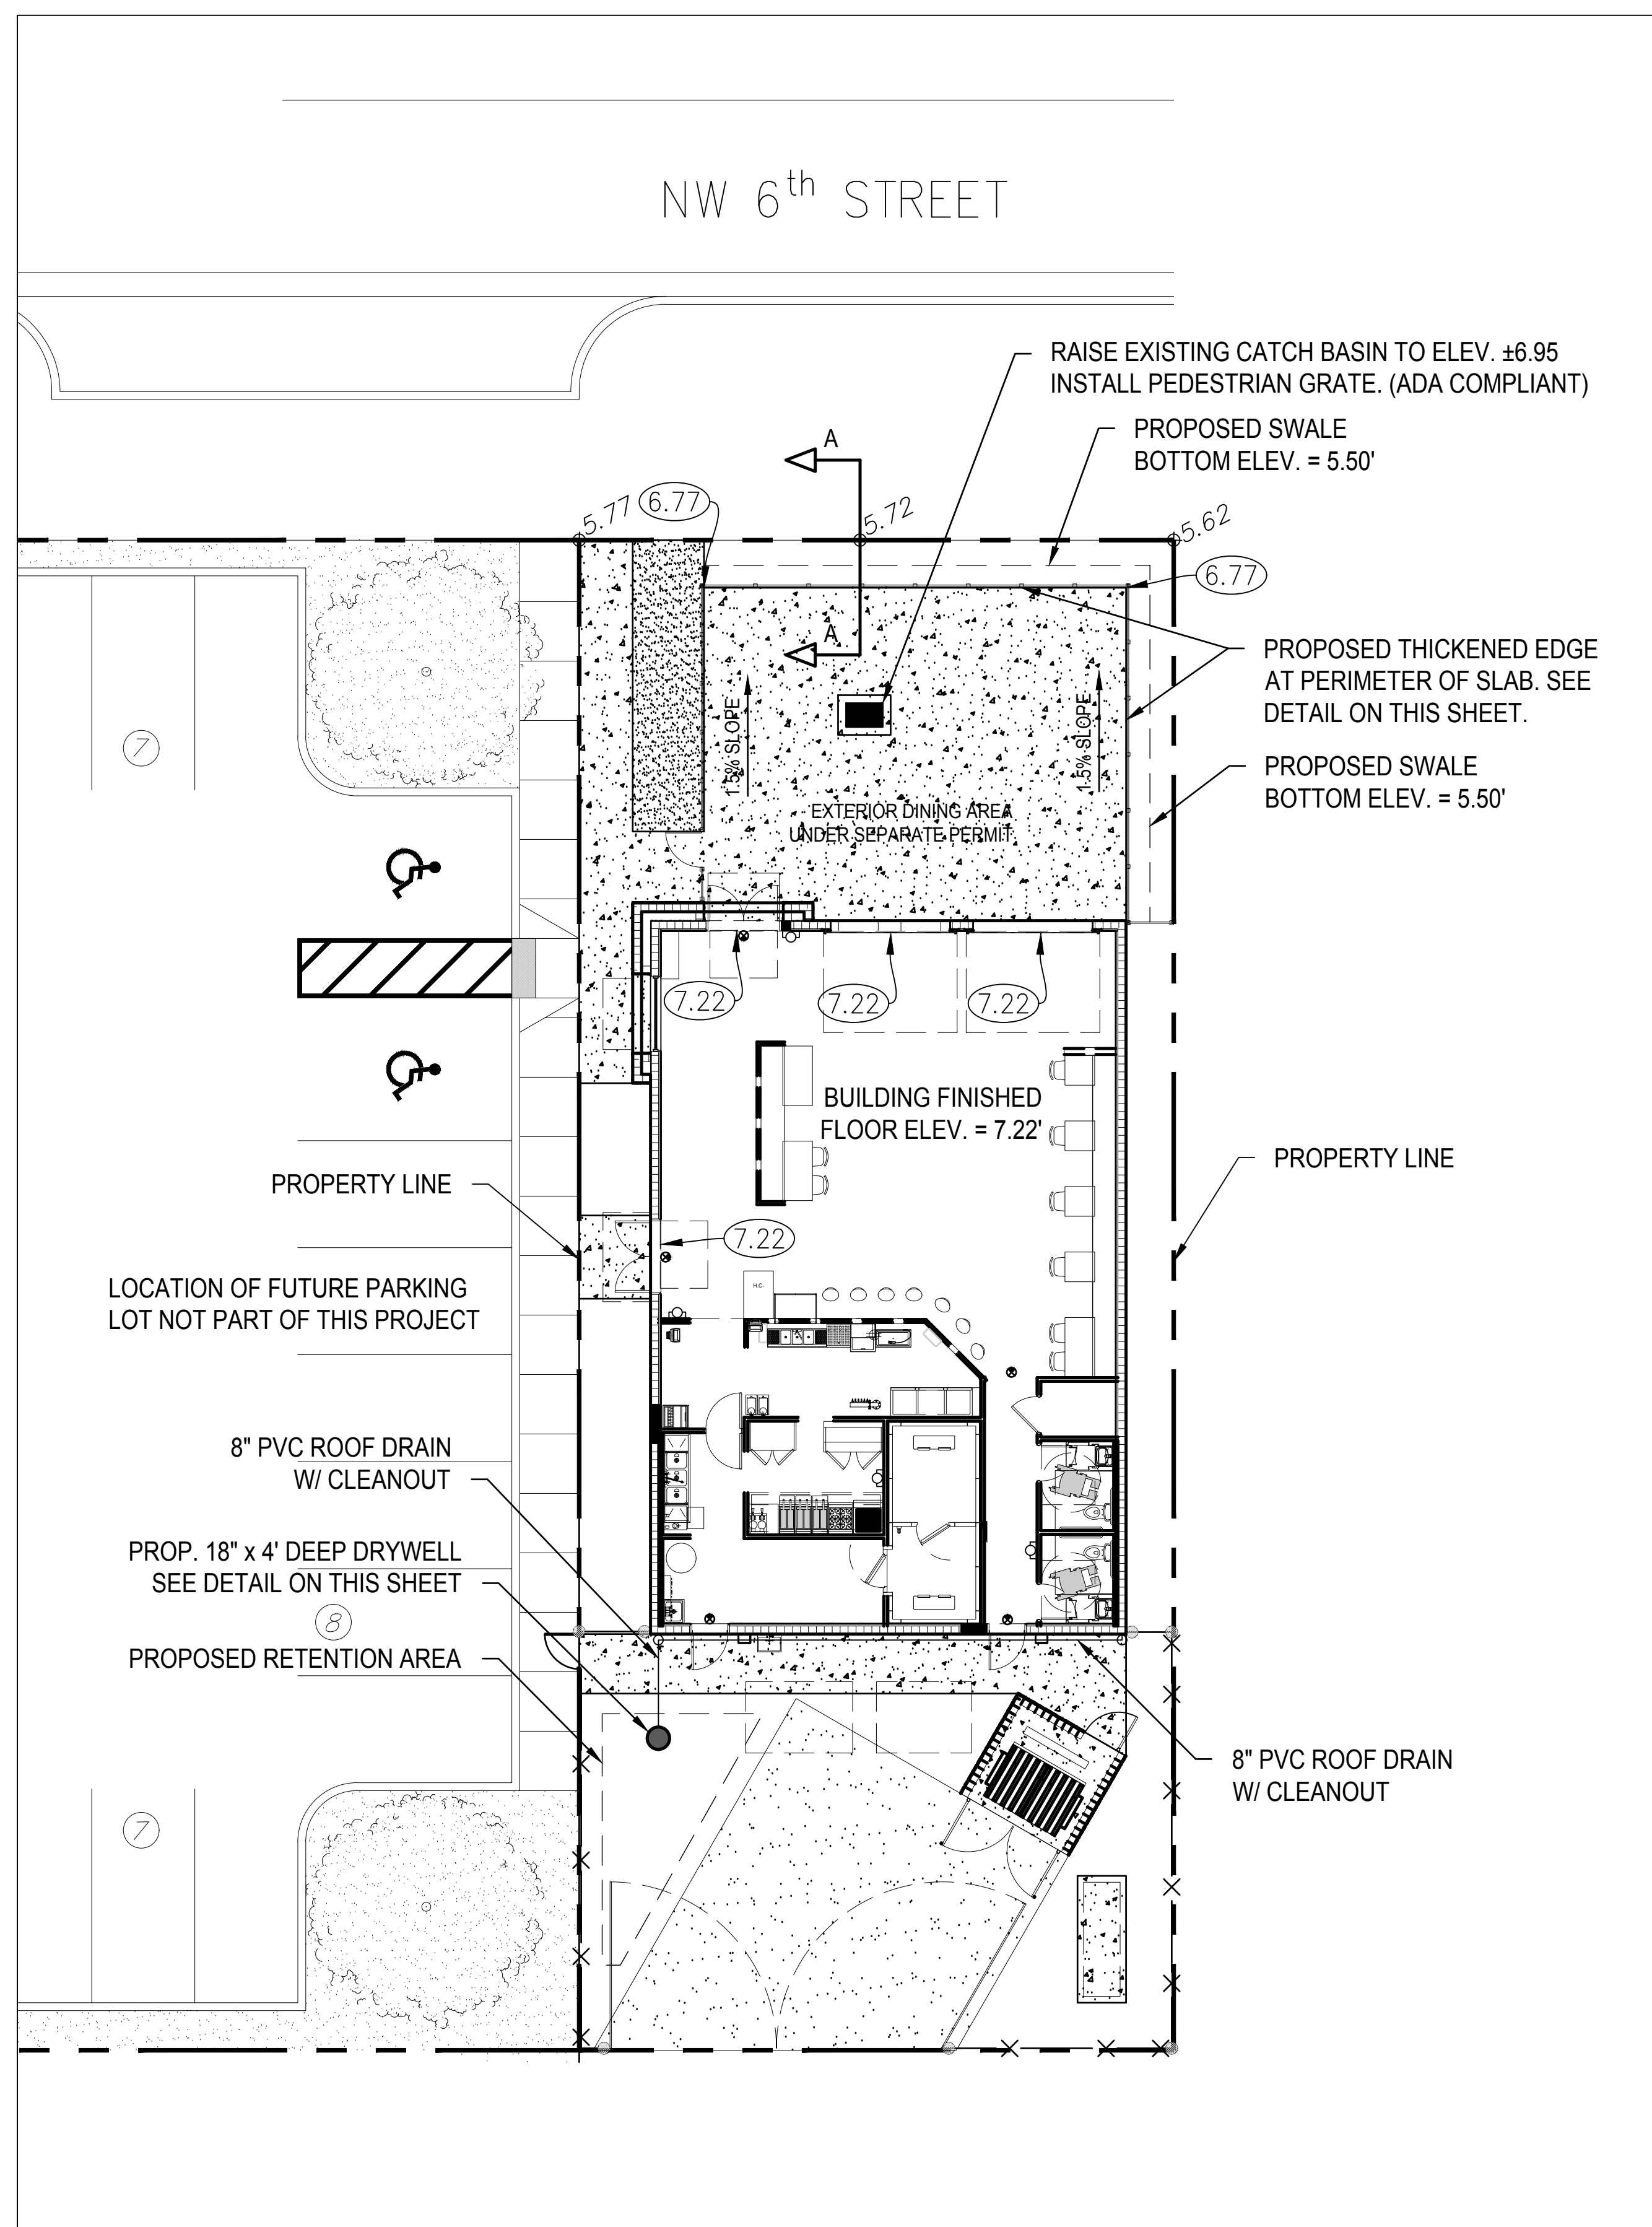 NW 6th STREET
RAISE EXISTING CATCH BASIN TO ELEV. ±6.95
INSTALL PEDESTRIAN GRATE. (ADA COMPLIANT)
PROPOSED SWALE
BOTTOM ELEV. = 5.50'
A
5.77
6.77
5.72
5.62
6.77
A
PROPOSED THICKENED EDGE
AT PERIMETER OF SLAB. SEE
DETAIL ON THIS SHEET.
1.5% SLOPE
1.5% SLOPE
7
PROPOSED SWALE
BOTTOM ELEV. = 5.50'
EXTERIOR DINING AREA
UNDER SEPARATE PERMIT
7.22
7.22
7.22
BUILDING FINISHED
FLOOR ELEV. = 7.22'
PROPERTY LINE
PROPERTY LINE
7.22
H.C.
LOCATION OF FUTURE PARKING
LOT NOT PART OF THIS PROJECT
8" PVC ROOF DRAIN
W/ CLEANOUT
PROP. 18" x 4' DEEP DRYWELL
SEE DETAIL ON THIS SHEET
8
PROPOSED RETENTION AREA
8" PVC ROOF DRAIN
W/ CLEANOUT
7